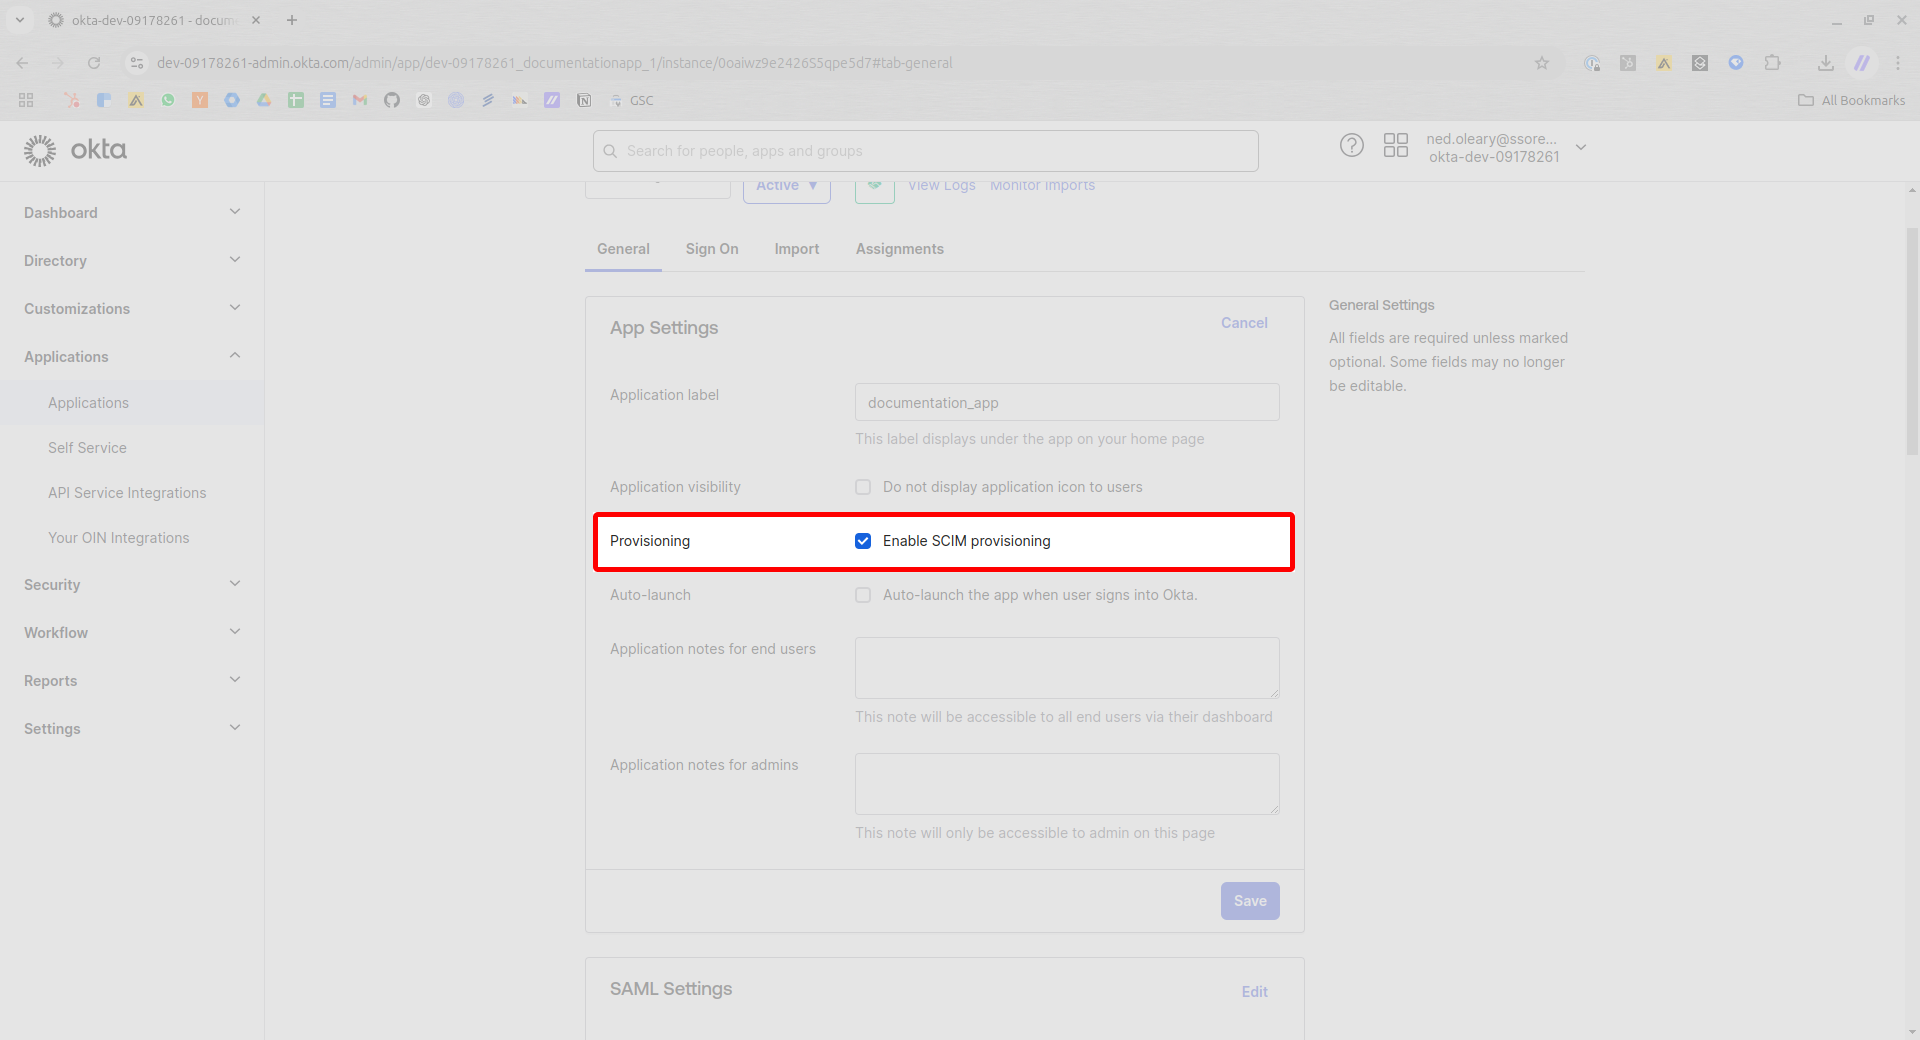 okta-dev-09178261 - docum
dev-09178261-admin.okta.com/admin/app/dev-09178261_documentationapp_1/instance/0oaiwz9e2426S5qpe5d7#tab-general
GSC
All Bookmarks
okta
Search for people, apps and groups
ned.oleary@ssore...
okta-dev-09178261
Active ▼
View Logs
Monitor Imports
Dashboard
Directory
Customizations
Applications
Applications
Self Service
API Service Integrations
Your OIN Integrations
Security
Workflow
Reports
Settings
General
Sign On
Import
Assignments
App Settings
Cancel
Application label
documentation_app
This label displays under the app on your home page
Application visibility
Do not display application icon to users
Provisioning
Enable SCIM provisioning
Auto-launch
Auto-launch the app when user signs into Okta.
Application notes for end users
This note will be accessible to all end users via their dashboard
Application notes for admins
This note will only be accessible to admin on this page
Save
SAML Settings
Edit
General Settings
All fields are required unless marked
optional. Some fields may no longer
be editable.